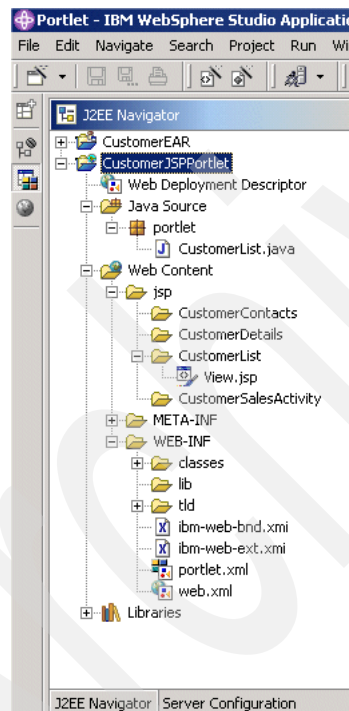 Portlet - IBM WebSphere Studio Applicatio
File Edit Navigate Search Project Run Wi
J2EE Navigator
CustomerEAR
CustomerJSPPortlet
Web Deployment Descriptor
Java Source
portlet
CustomerList.java
Web Content
jsp
CustomerContacts
CustomerDetails
CustomerList
View.jsp
CustomerSalesActivity
META-INF
WEB-INF
classes
lib
tld
ibm-web-bnd.xmi
ibm-web-ext.xmi
portlet.xml
web.xml
Libraries
J2EE Navigator Server Configuration